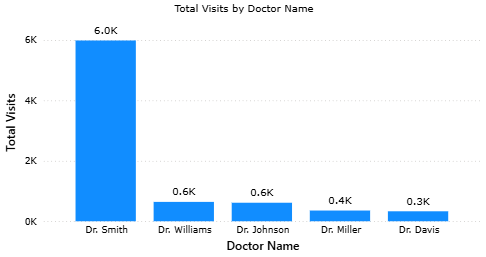 Total Visits by Doctor Name
6.0K
6K
4K
2K
0K
0.6K
0.6K
0.4K
0.3K
Total Visits
Dr. Smith
Dr. Williams
Dr. Johnson
Dr. Miller
Dr. Davis
Doctor Name